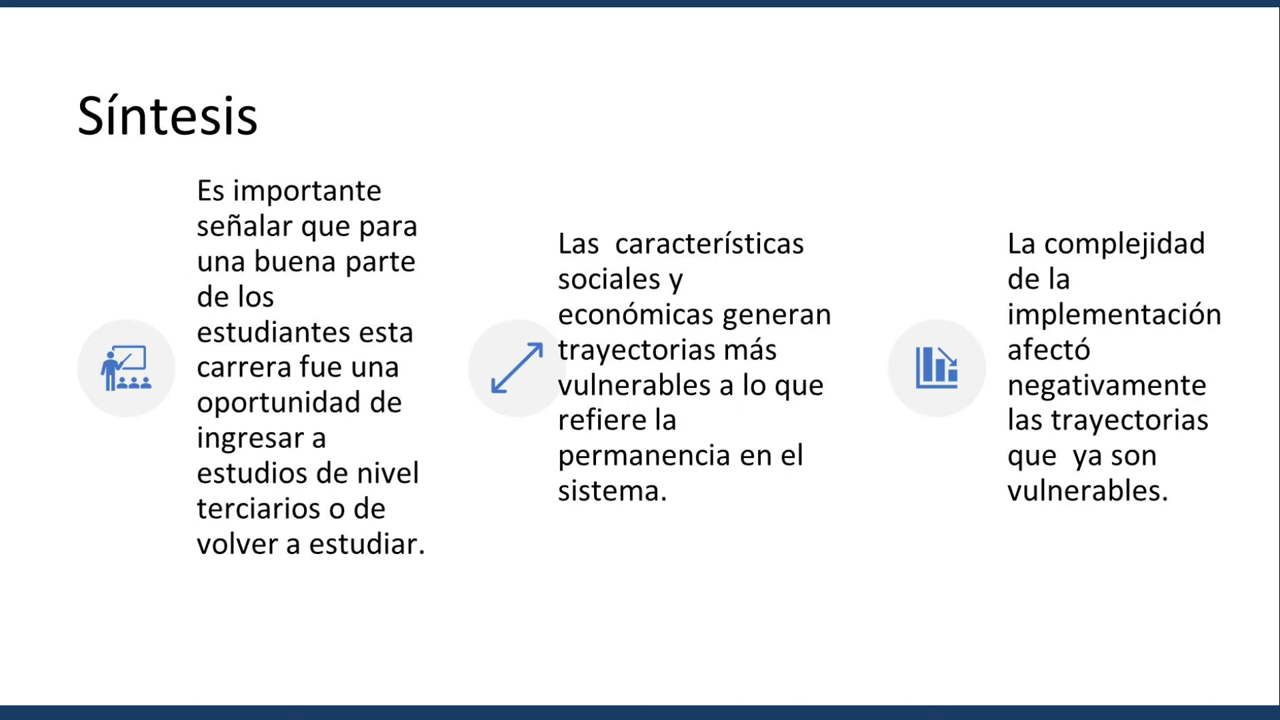 Síntesis
Es importante
señalar que para
una buena parte
de los
estudiantes esta
carrera fue una
oportunidad de
ingresar a
estudios de nivel
terciarios o de
volver a estudiar.
Las  características
sociales y
económicas generan
trayectorias más
vulnerables a lo que
refiere la
permanencia en el
sistema.
La complejidad
de la
implementación
afectó
negativamente
las trayectorias
que  ya son
vulnerables.